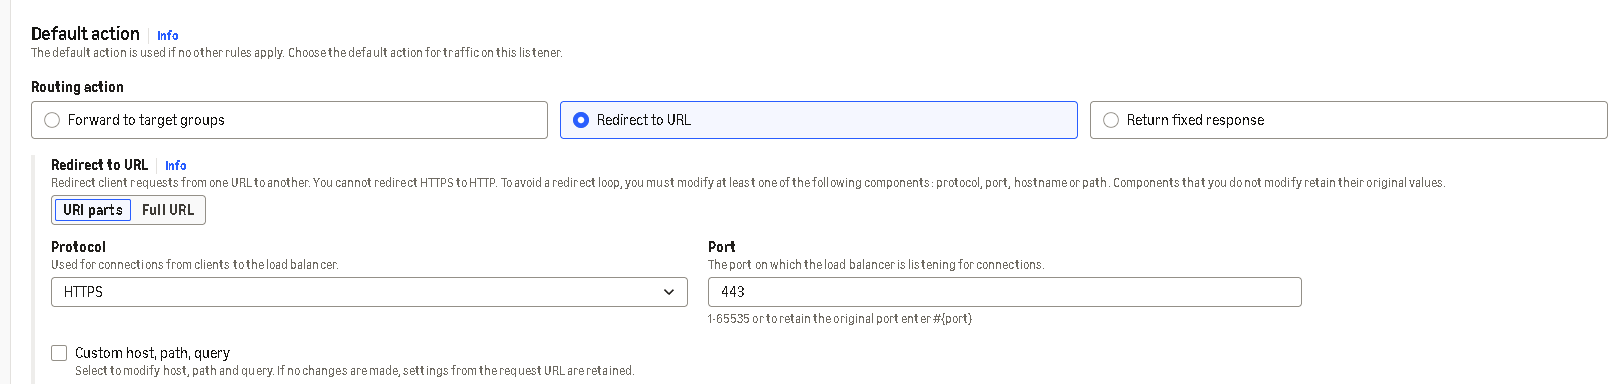 Default action Info
The default action is used if no other rules apply. Choose the default action for traffic on this listener.
Routing action
Forward to target groups Redirect to URL Return fixed response
Redirect to URL Info
Redirect client requests from one URL to another. You cannot redirect HTTPS to HTTP. To avoid a redirect loop, you must modify at least one of the following components: protocol, port, hostname or path. Components that you do not modify retain their original values.
URI parts Full URL
Protocol Port
Used for connections from clients to the load balancer. The port on which the load balancer is listening for connections.
HTTPS 443
1-65535 or to retain the original port enter #{port}
Custom host, path, query
Select to modify host, path and query. If no changes are made, settings from the request URL are retained.